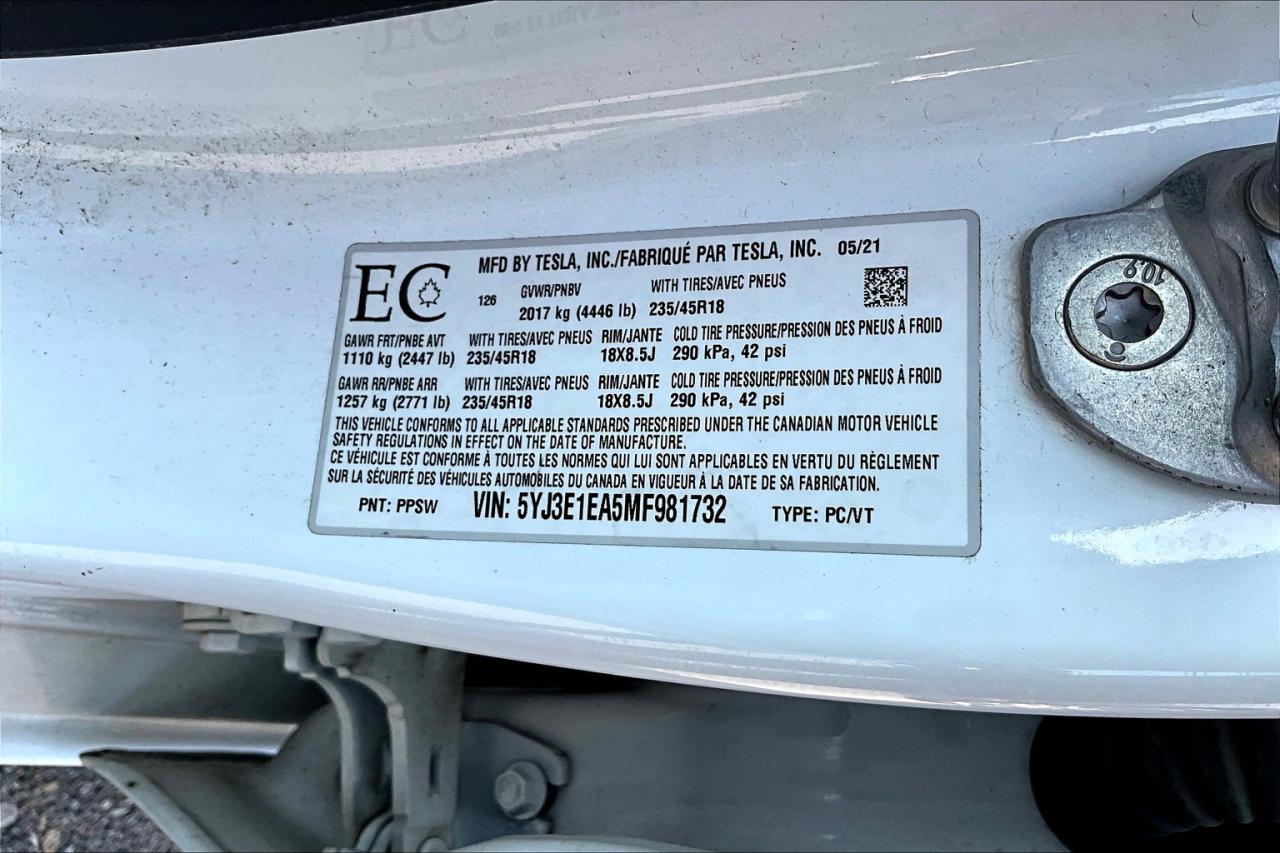 EC MFD BY TESLA, INC./FABRIQUÉ PAR TESLA, INC. 05/21
126 GVWR/PNBV WITH TIRES/AVEC PNEUS
2017 kg (4446 lb) 235/45R18
GAWR FRT/PNBE AVT WITH TIRES/AVEC PNEUS RIM/JANTE COLD TIRE PRESSURE/PRESSION DES PNEUS À FROID
1110 kg (2447 lb) 235/45R18 18X8.5J 290 kPa, 42 psi
GAWR RR/PNBE ARR WITH TIRES/AVEC PNEUS RIM/JANTE COLD TIRE PRESSURE/PRESSION DES PNEUS À FROID
1257 kg (2771 lb) 235/45R18 18X8.5J 290 kPa, 42 psi
THIS VEHICLE CONFORMS TO ALL APPLICABLE STANDARDS PRESCRIBED UNDER THE CANADIAN MOTOR VEHICLE
SAFETY REGULATIONS IN EFFECT ON THE DATE OF MANUFACTURE.
CE VÉHICULE EST CONFORME À TOUTES LES NORMES QUI LUI SONT APPLICABLES EN VERTU DU RÈGLEMENT
SUR LA SÉCURITÉ DES VÉHICULES AUTOMOBILES DU CANADA EN VIGUEUR À LA DATE DE SA FABRICATION.
PNT: PPSW VIN: 5YJ3E1EA5MF981732 TYPE: PC/VT
10.9